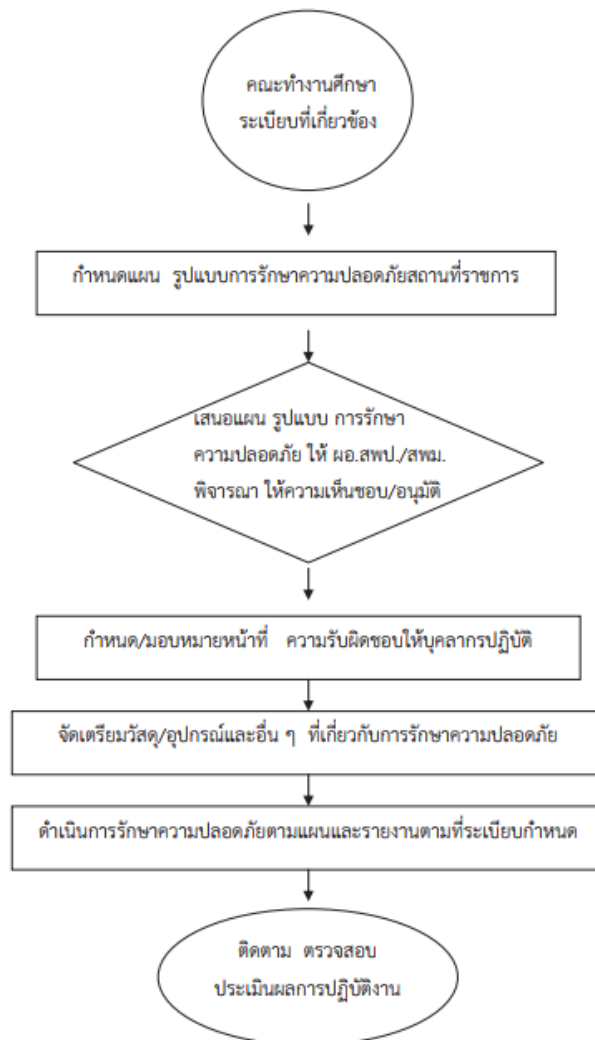 คณะทำงานศึกษา
ระเบียบที่เกี่ยวข้อง
กำหนดแผน รูปแบบการรักษาความปลอดภัยสถานที่ราชการ
เสนอแผน รูปแบบ การรักษา
ความปลอดภัย ให้ ผอ.สพป./สพม.
พิจารณา ให้ความเห็นชอบ/อนุมัติ
กำหนด/มอบหมายหน้าที่ ความรับผิดชอบให้บุคลากรปฏิบัติ
จัดเตรียมวัสดุ/อุปกรณ์และอื่น ๆ ที่เกี่ยวกับการรักษาความปลอดภัย
ดำเนินการรักษาความปลอดภัยตามแผนและรายงานตามที่ระเบียบกำหนด
ติดตาม ตรวจสอบ
ประเมินผลการปฏิบัติงาน